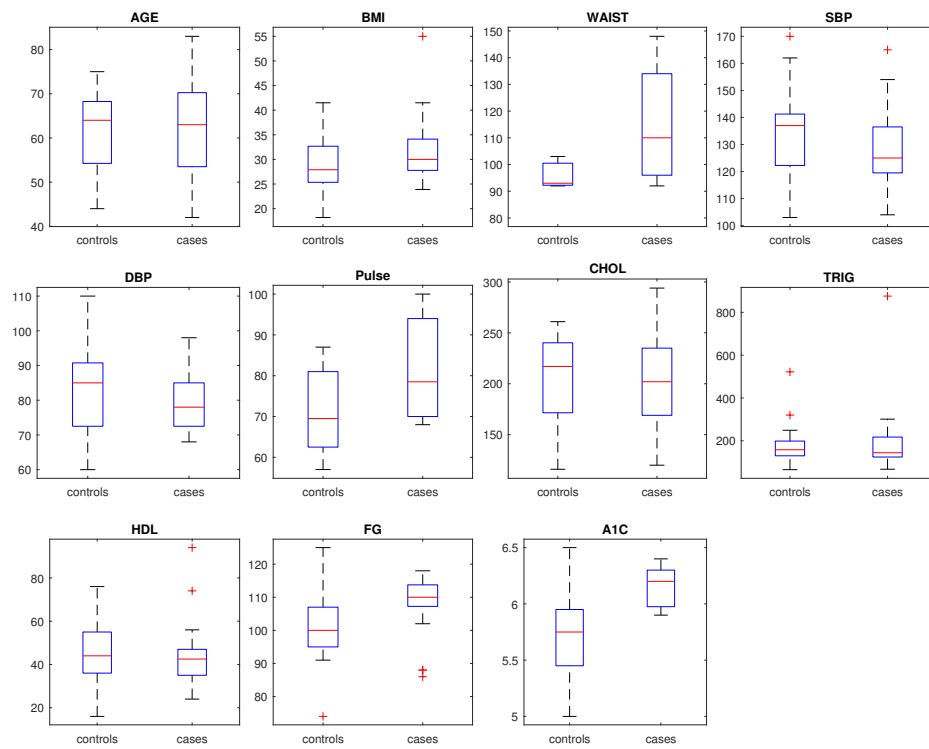 AGE
80
70
60
50
40
controls
cases
BMI
55
50
45
40
35
30
25
20
controls
cases
WAIST
150
140
130
120
110
100
90
80
controls
cases
SBP
170
160
150
140
130
120
110
100
controls
cases
DBP
110
100
90
80
70
60
controls
cases
Pulse
100
90
80
70
60
controls
cases
CHOL
300
250
200
150
controls
cases
TRIG
800
600
400
200
controls
cases
HDL
80
60
40
20
controls
cases
FG
120
110
100
90
80
controls
cases
A1C
6.5
6
5.5
5
controls
cases